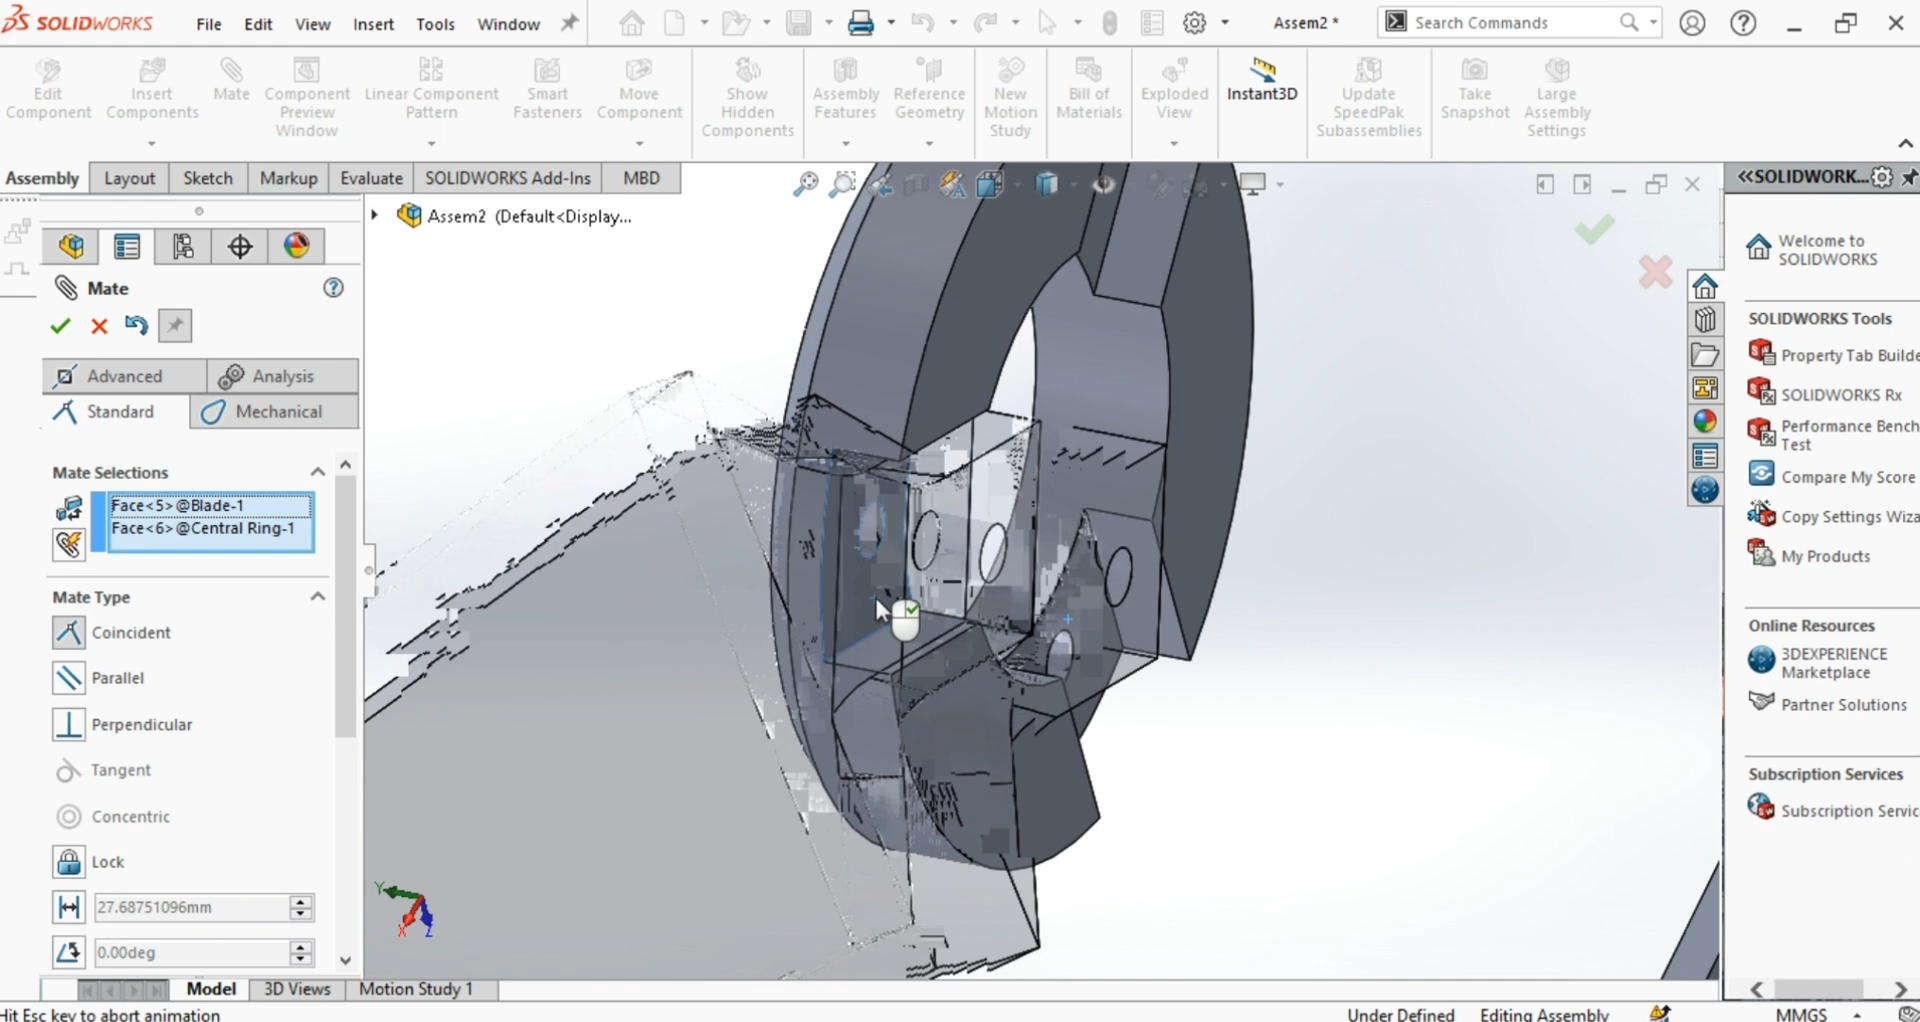 SOLIDWORKS File Edit View Insert Tools Window Assem2 * Search Commands
Edit Component
Insert Components
Mate
Component Preview Window
Linear Component Pattern
Smart Fasteners
Move Component
Show Hidden Components
Assembly Features
Reference Geometry
New Motion Study
Bill of Materials
Exploded View
Instant3D
Update SpeedPak Subassemblies
Take Snapshot
Large Assembly Settings
Assembly Layout Sketch Markup Evaluate SOLIDWORKS Add-Ins MBD
Assem2 (Default<Display...
Mate
Advanced Analysis
Standard Mechanical
Mate Selections
Face<5>@Blade-1
Face<6>@Central Ring-1
Mate Type
Coincident
Parallel
Perpendicular
Tangent
Concentric
Lock
27.68751096mm
0.00deg
Y
X
Z
SOLIDWORK...
Welcome to
SOLIDWORKS
SOLIDWORKS Tools
Property Tab Builde
SOLIDWORKS Rx
Performance Bench
Test
Compare My Score
Copy Settings Wiza
My Products
Online Resources
3DEXPERIENCE
Marketplace
Partner Solutions
Subscription Services
Subscription Servic
Model 3D Views Motion Study 1
Hit Esc key to abort animation Under Defined Editing Assembly MMGS